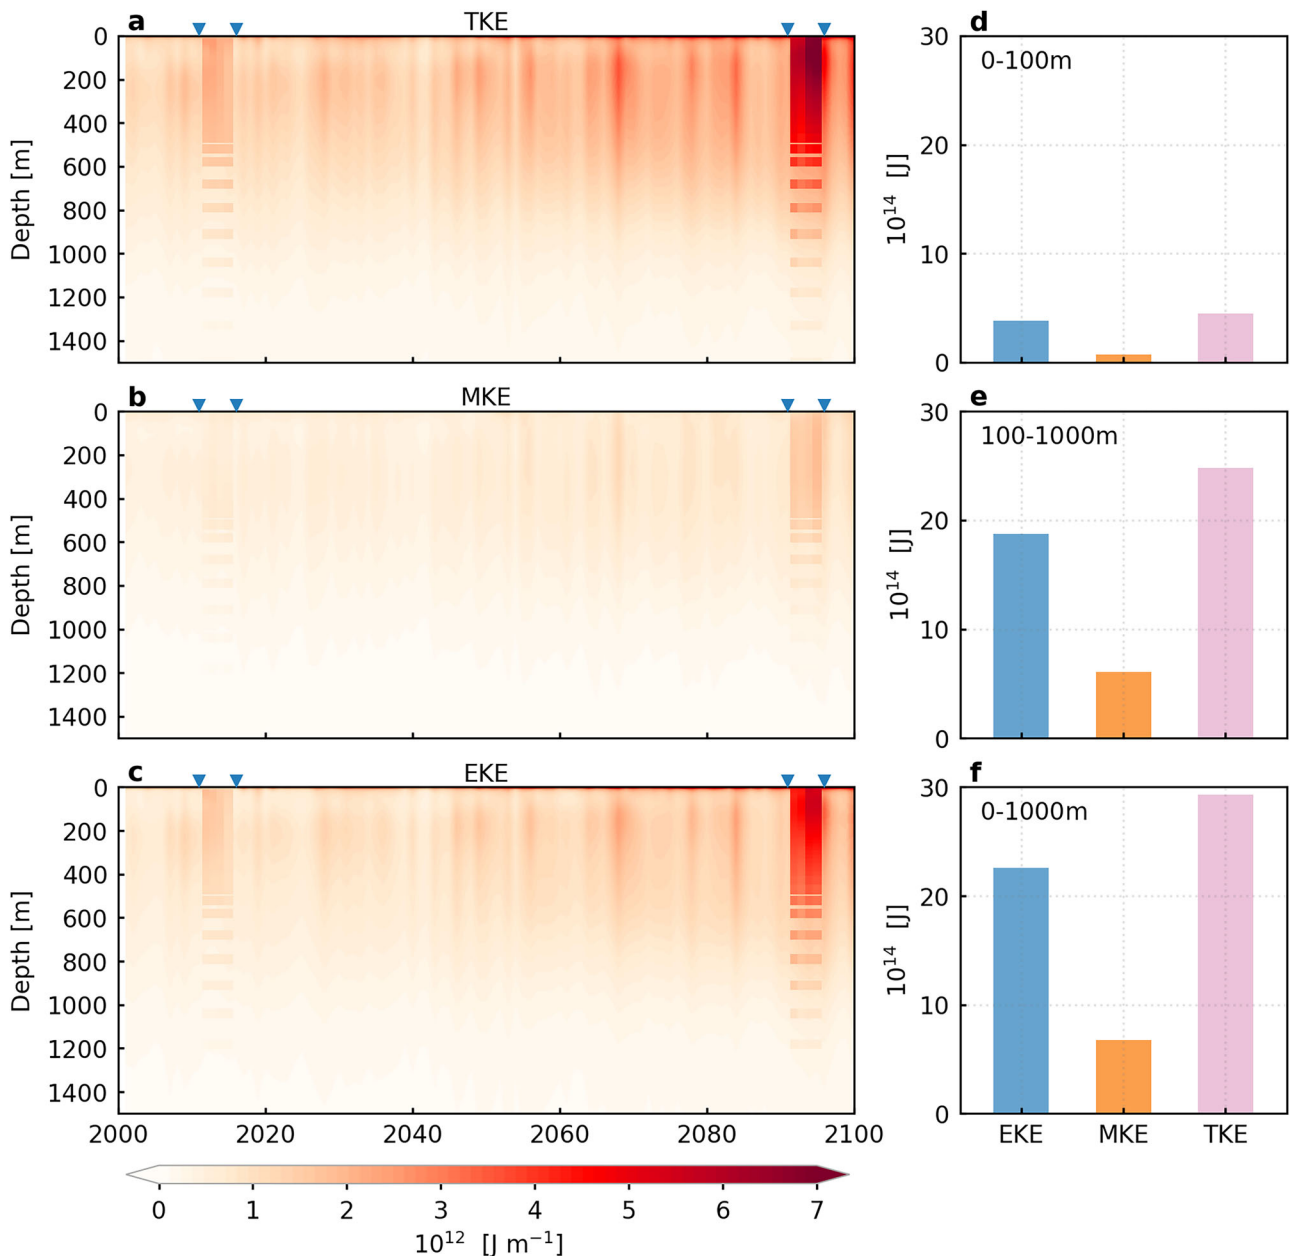 a TKE
0
200
400
600
800
1000
1200
1400
Depth [m]
d
0-100m
30
20
10
0
10¹⁴ [J]
b MKE
0
200
400
600
800
1000
1200
1400
Depth [m]
e
100-1000m
30
20
10
0
10¹⁴ [J]
c EKE
0
200
400
600
800
1000
1200
1400
Depth [m]
2000 2020 2040 2060 2080 2100
f
0-1000m
30
20
10
0
10¹⁴ [J]
EKE MKE TKE
0 1 2 3 4 5 6 7
10¹² [J m⁻¹]